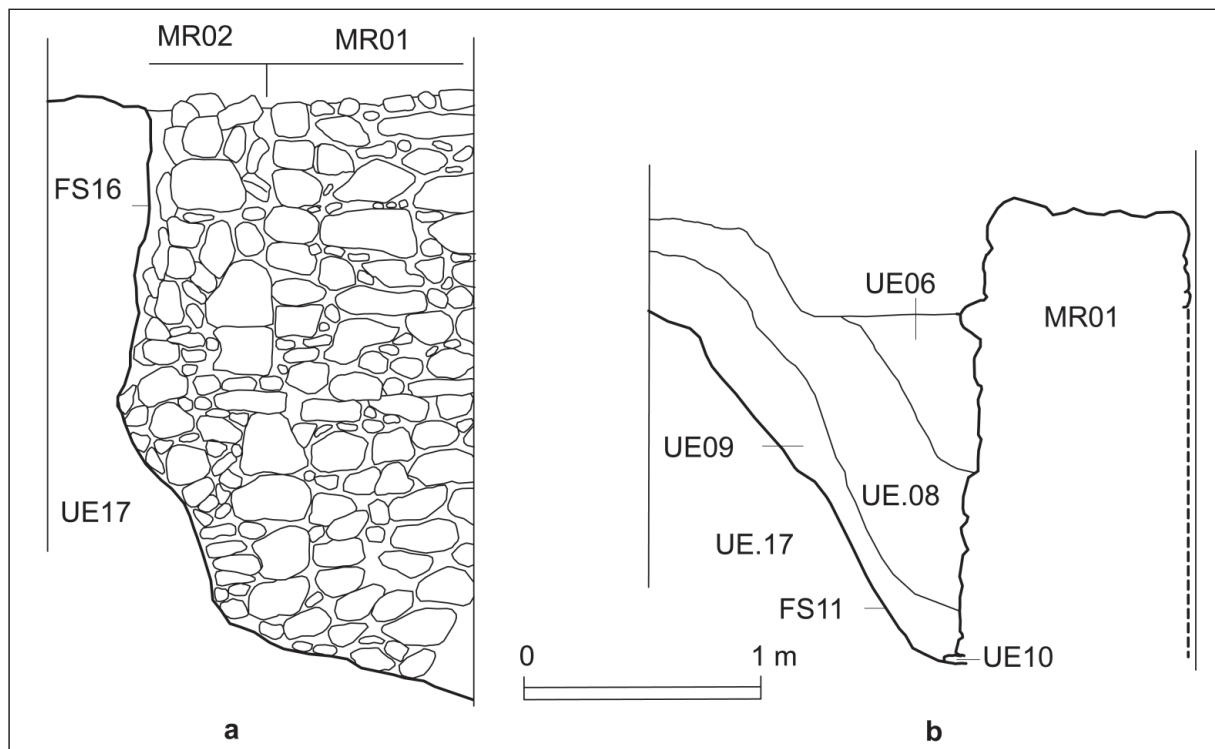 MR02 MR01
FS16
UE17
a
UE06
MR01
UE09
UE.08
UE.17
FS11
UE10
0 1 m
b